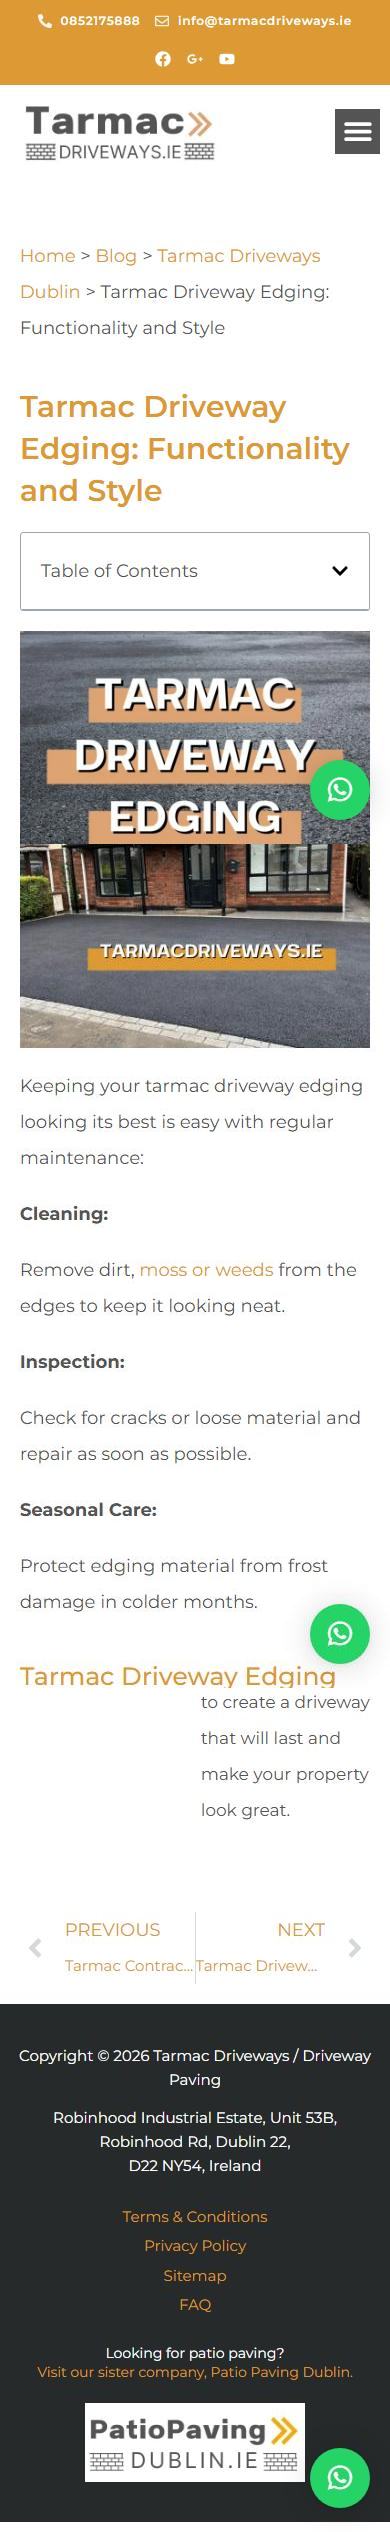 0852175888 info@tarmacdriveways.ie
Tarmac
DRIVEWAYS.IE
Home > Blog > Tarmac Driveways
Dublin > Tarmac Driveway Edging:
Functionality and Style
Tarmac Driveway
Edging: Functionality
and Style
Table of Contents
TARMAC
DRIVEWAY
EDGING
TARMACDRIVEWAYS.IE
Keeping your tarmac driveway edging
looking its best is easy with regular
maintenance:
Cleaning:
Remove dirt, moss or weeds from the
edges to keep it looking neat.
Inspection:
Check for cracks or loose material and
repair as soon as possible.
Seasonal Care:
Protect edging material from frost
damage in colder months.
Tarmac Driveway Edging
to create a driveway
that will last and
make your property
look great.
PREVIOUS
Tarmac Contrac...
NEXT
Tarmac Drivew...
Copyright © 2026 Tarmac Driveways / Driveway
Paving
Robinhood Industrial Estate, Unit 53B,
Robinhood Rd, Dublin 22,
D22 NY54, Ireland
Terms & Conditions
Privacy Policy
Sitemap
FAQ
Looking for patio paving?
Visit our sister company, Patio Paving Dublin.
PatioPaving
DUBLIN.IE